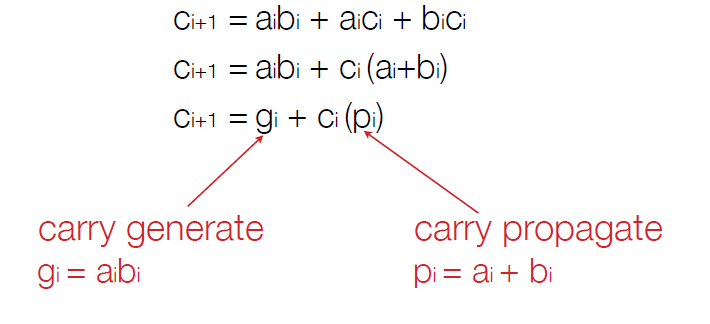 ci+1 = aibi + aici + bici
ci+1 = aibi + ci (ai+bi)
ci+1 = gi + ci (pi)
carry generate
gi = aibi
carry propagate
pi = ai + bi